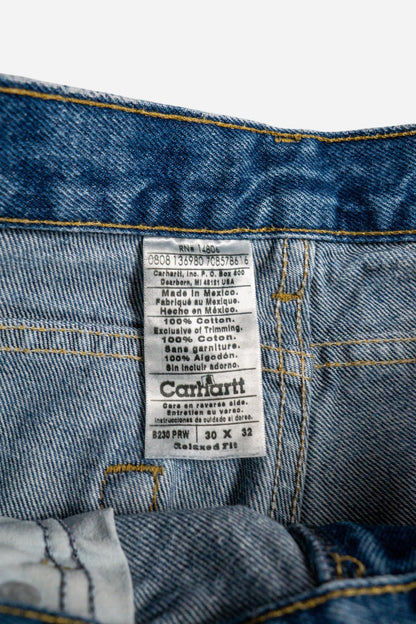 RN# 14806
0808 136980 708578616
Carhartt, Inc. P.O. Box 600
Dearborn, MI 48121 USA
Made in Mexico.
Fabriqué au Mexique.
Hecho en México.
100% Cotton.
Exclusive of Trimming.
100% Coton.
Sans garniture.
100% Algodón.
Sin incluir adorno.
Carhartt
Care on reverse side.
Entretien au verso.
Instrucciones de cuidado al dorso.
B230 PRW 30 X 32
Relaxed Fit